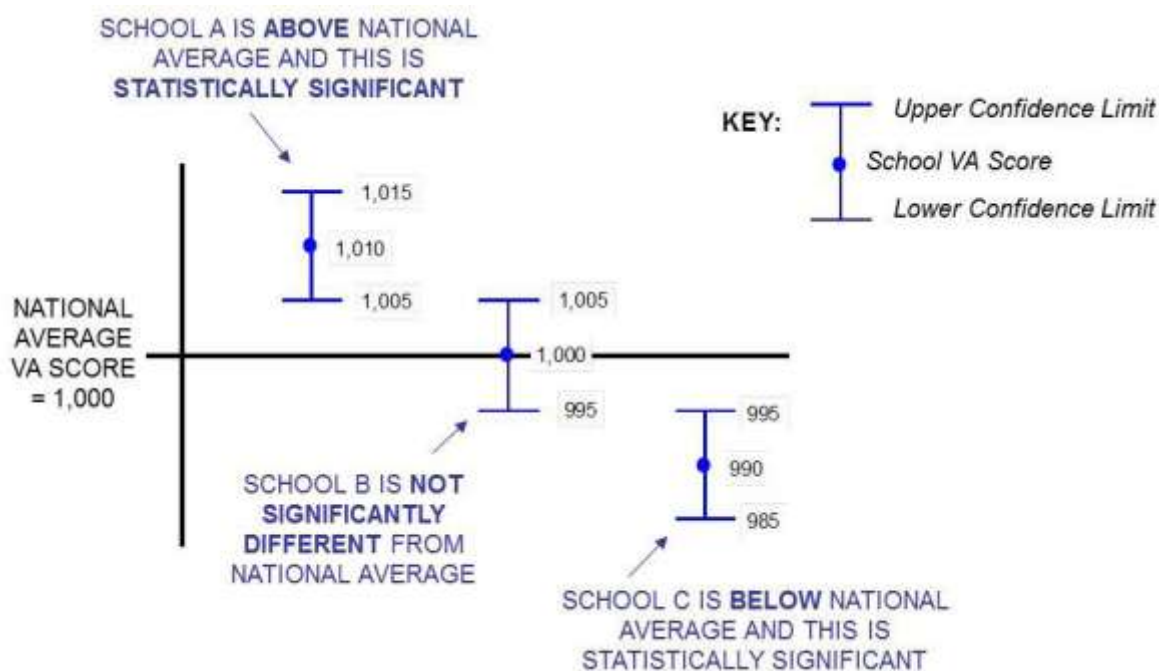 SCHOOL A IS ABOVE NATIONAL
AVERAGE AND THIS IS
STATISTICALLY SIGNIFICANT
KEY:
Upper Confidence Limit
School VA Score
Lower Confidence Limit
1,015
1,010
1,005
NATIONAL
AVERAGE
VA SCORE
= 1,000
1,005
1,000
995
995
990
985
SCHOOL B IS NOT
SIGNIFICANTLY
DIFFERENT FROM
NATIONAL AVERAGE
SCHOOL C IS BELOW NATIONAL
AVERAGE AND THIS IS
STATISTICALLY SIGNIFICANT